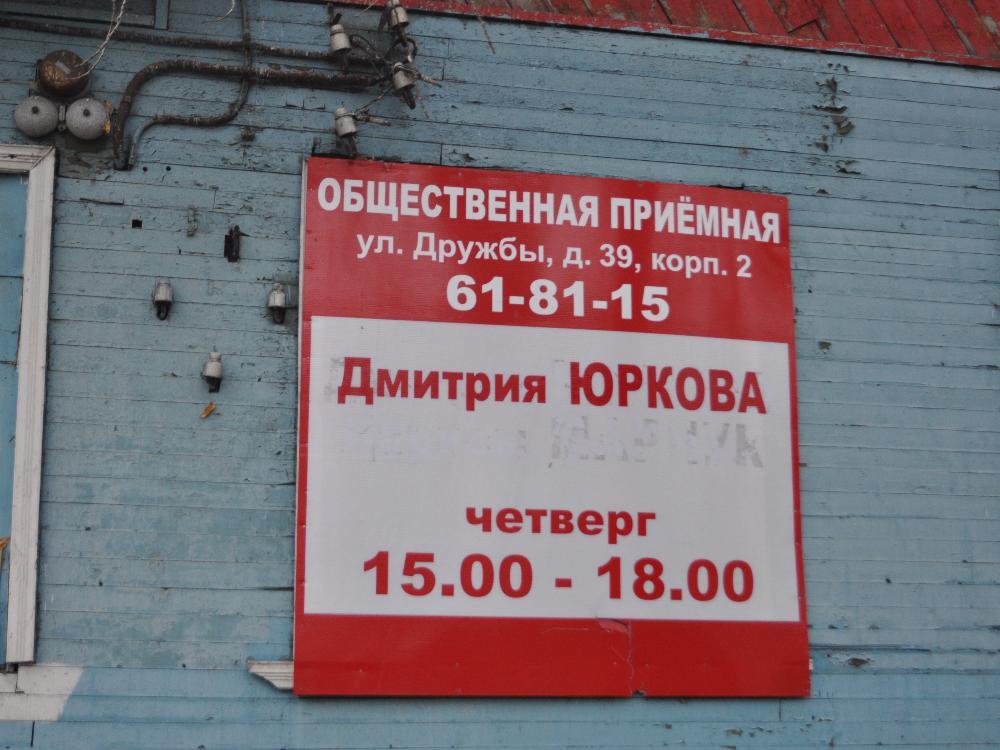 ОБЩЕСТВЕННАЯ ПРИЁМНАЯ
ул. Дружбы, д. 39, корп. 2
61-81-15
Дмитрия ЮРКОВА
четверг
15.00 - 18.00